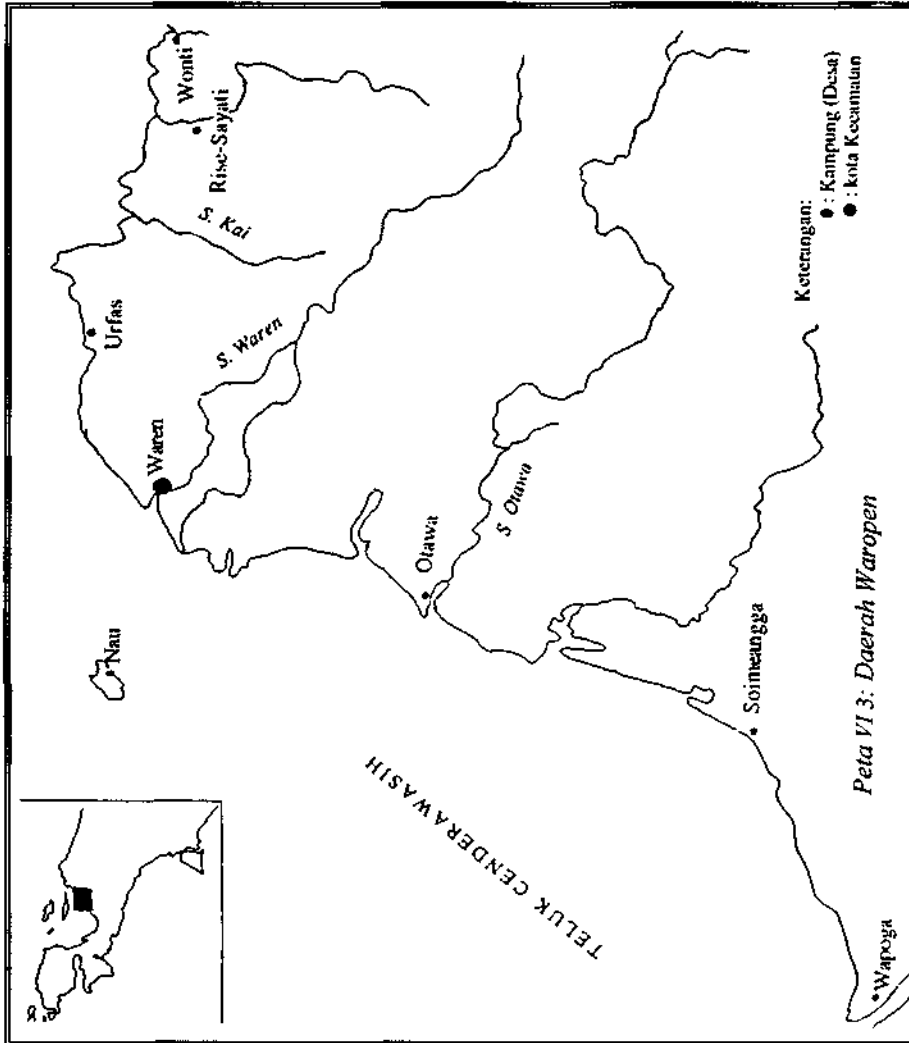 Wonti
Rise-Sayati
S. Kai
Urfas
S. Waren
Waren
Nau
Otawa
S Otawa
TELUK CENDERAWASIH
Soimeangga
Wapoga
Keterangan:
: Kampung (Desa)
: kota Kecamatan
Peta VI 3: Daerah Waropen